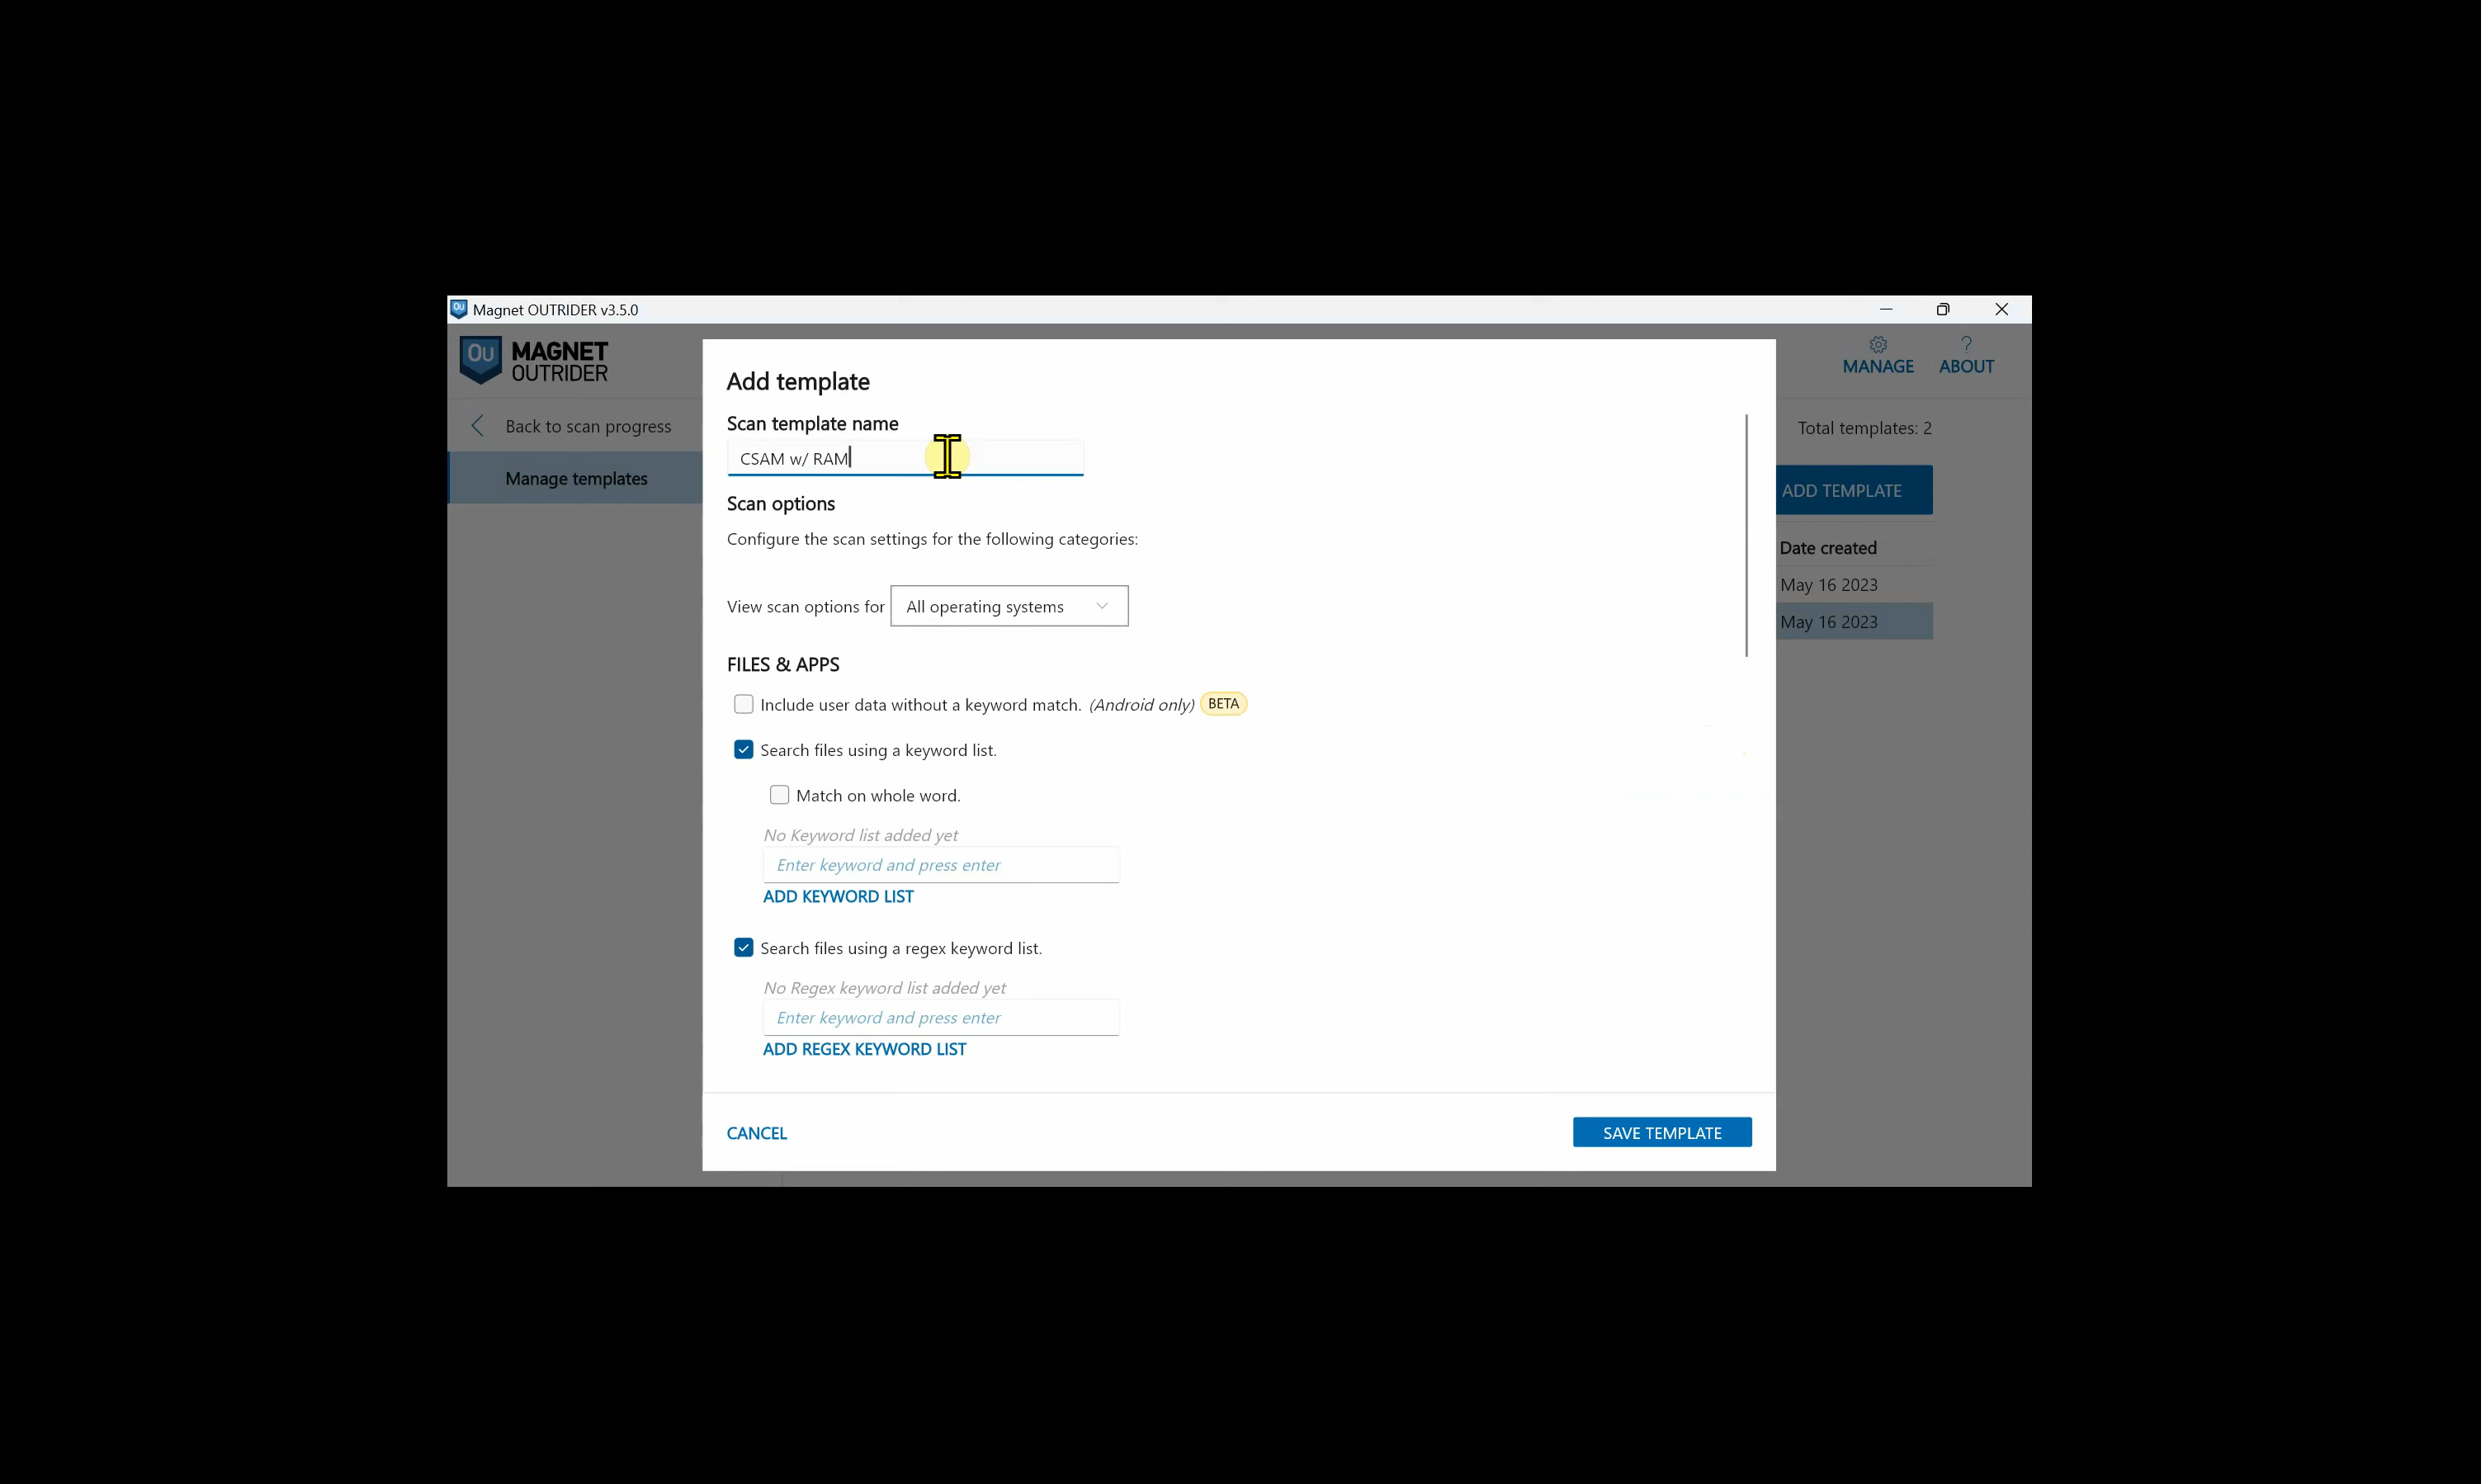 Ou Magnet OUTRIDER v3.5.0
Ou MAGNET OUTRIDER
MANAGE
ABOUT
Back to scan progress
Manage templates
Total templates: 2
ADD TEMPLATE
Date created
May 16 2023
May 16 2023
Add template
Scan template name
CSAM w/ RAM
Scan options
Configure the scan settings for the following categories:
View scan options for All operating systems
FILES & APPS
Include user data without a keyword match. (Android only) BETA
Search files using a keyword list.
Match on whole word.
No Keyword list added yet
Enter keyword and press enter
ADD KEYWORD LIST
Search files using a regex keyword list.
No Regex keyword list added yet
Enter keyword and press enter
ADD REGEX KEYWORD LIST
CANCEL
SAVE TEMPLATE